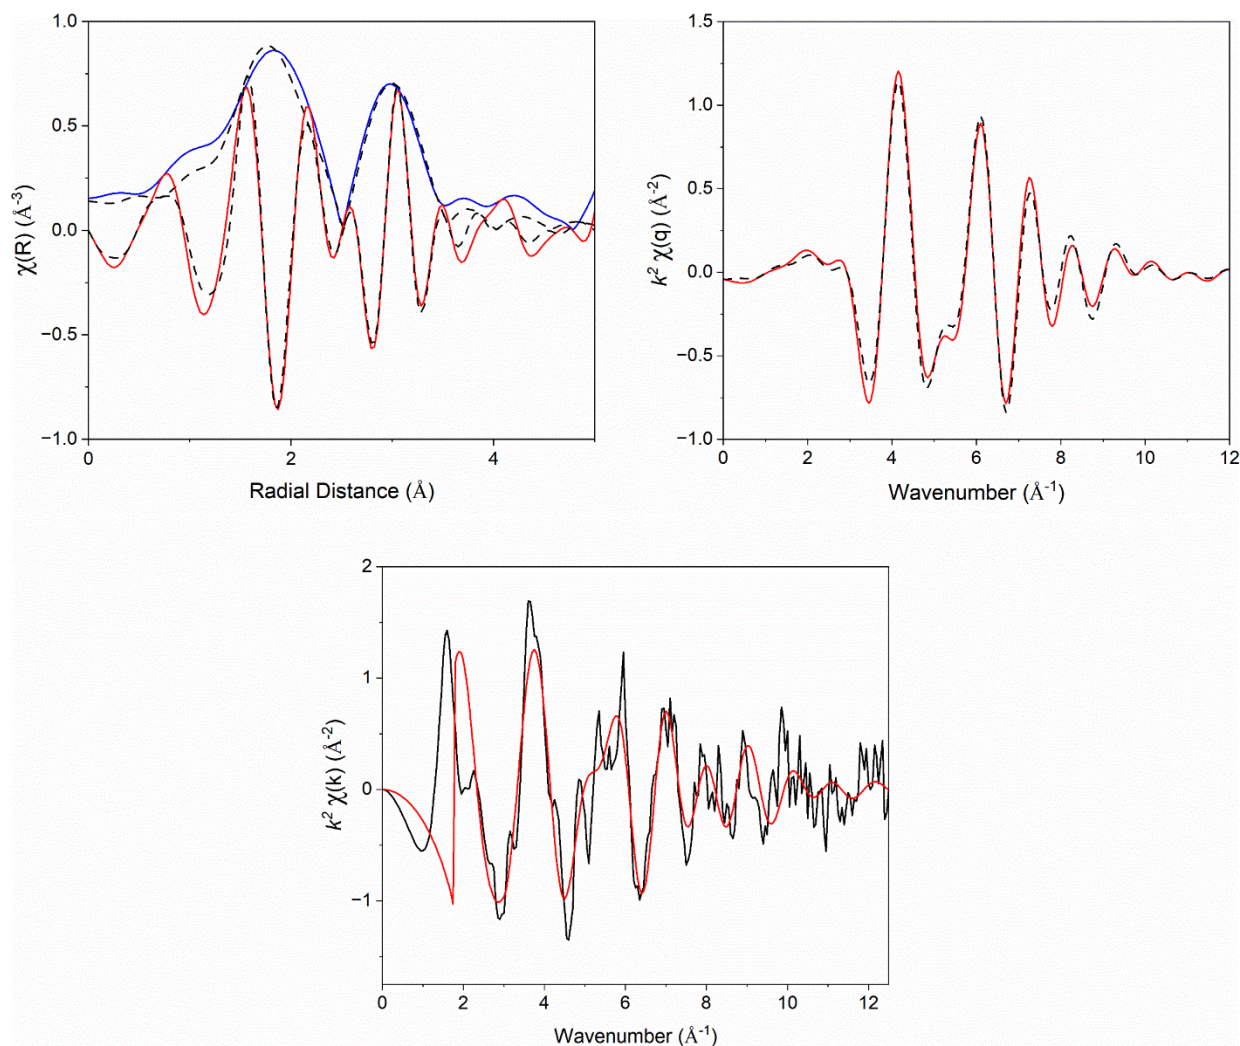 1.0
0.5
0.0
−0.5
−1.0
χ(R) (Å⁻³)
0 2 4
Radial Distance (Å)
1.5
1.0
0.5
0.0
−0.5
−1.0
k² χ(q) (Å⁻²)
0 2 4 6 8 10 12
Wavenumber (Å⁻¹)
2
1
0
−1
k² χ(k) (Å⁻²)
0 2 4 6 8 10 12
Wavenumber (Å⁻¹)